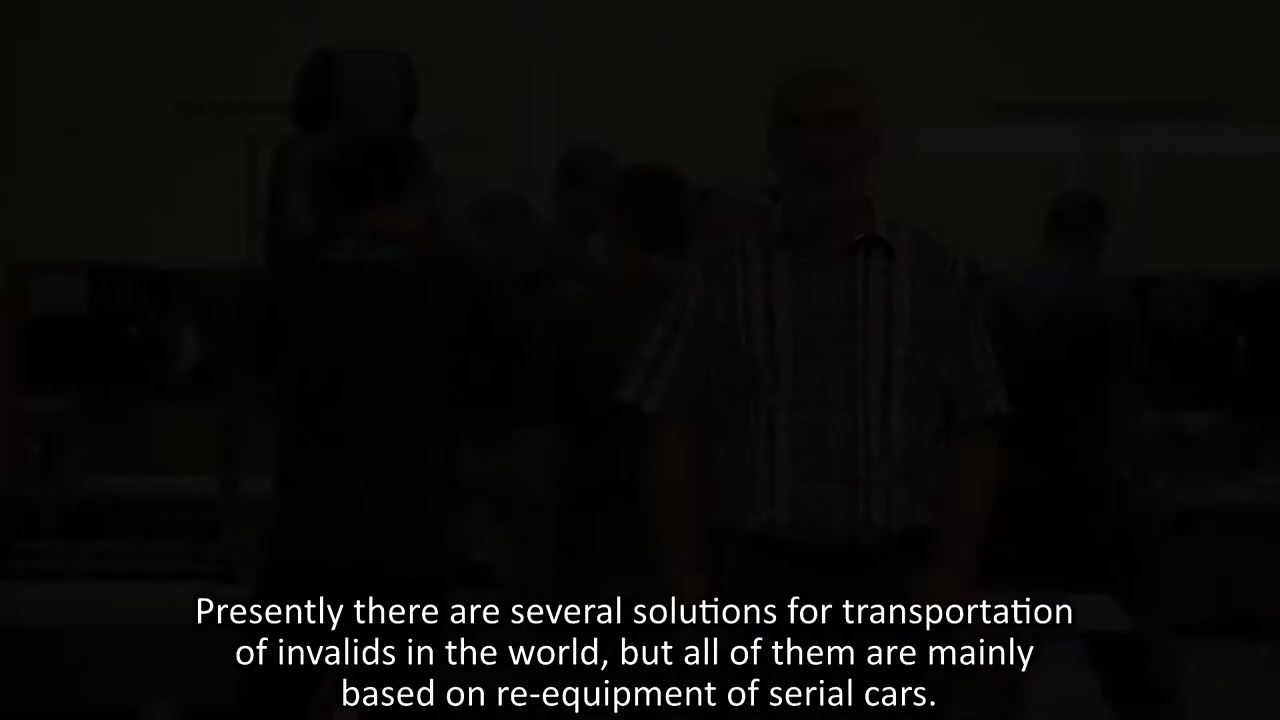 Presently there are several solutions for transportation
of invalids in the world, but all of them are mainly
based on re-equipment of serial cars.